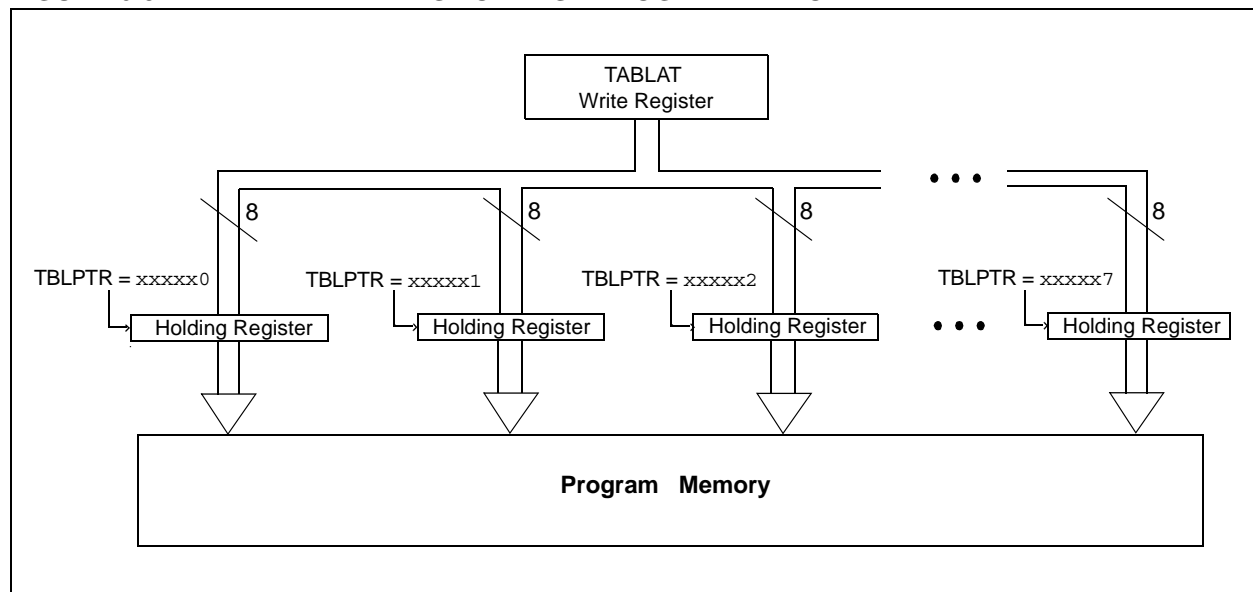 TABLAT
Write Register
• • •
8
8
8
8
TBLPTR = xxxxx0
TBLPTR = xxxxx1
TBLPTR = xxxxx2
TBLPTR = xxxxx7
Holding Register
Holding Register
Holding Register
• • •
Holding Register
Program Memory